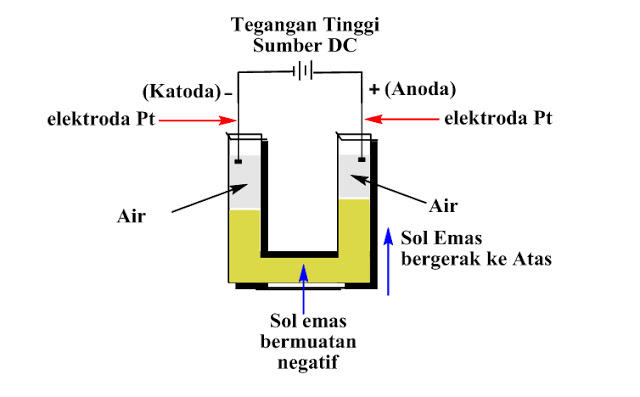 Tegangan Tinggi
Sumber DC
(Katoda) -
+ (Anoda)
elektroda Pt
elektroda Pt
Air
Air
Sol Emas
bergerak ke Atas
Sol emas
bermuatan
negatif